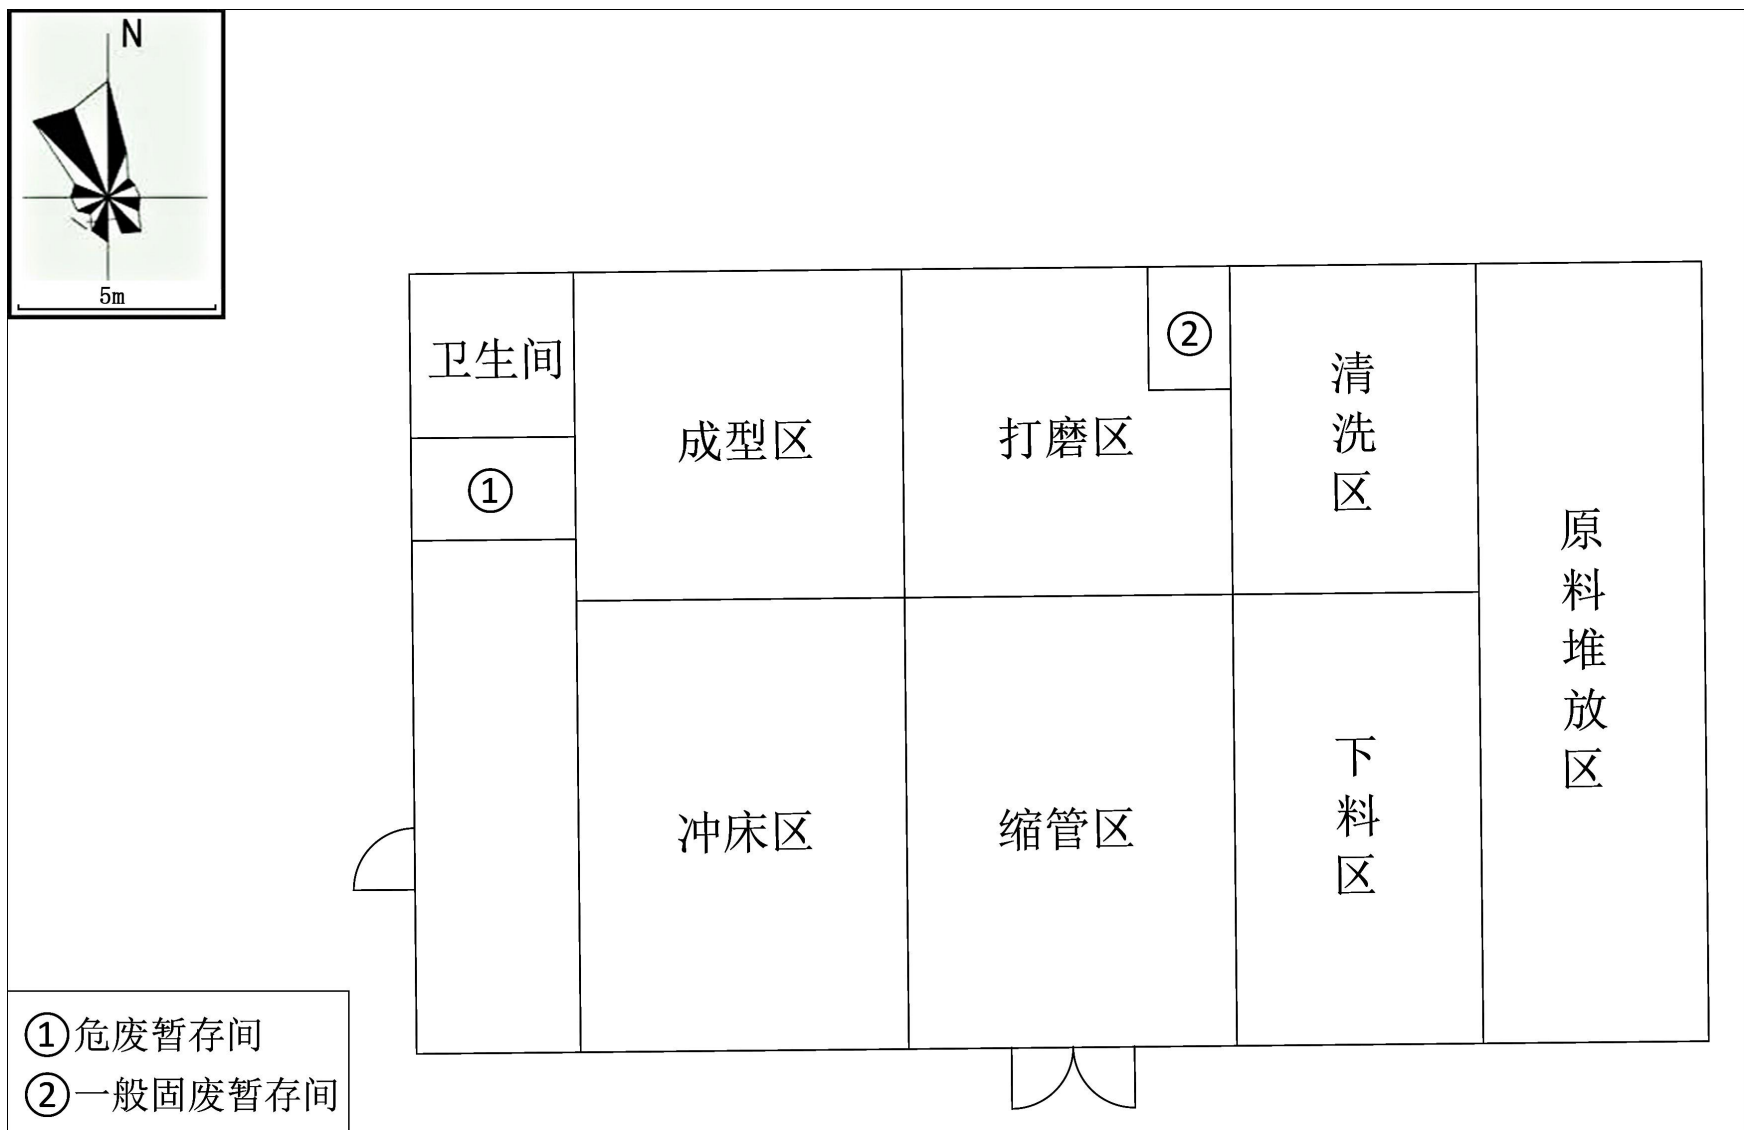 N
5m
卫生间
②
清洗区
成型区
打磨区
①
原料堆放区
冲床区
缩管区
下料区
①危废暂存间
②一般固废暂存间